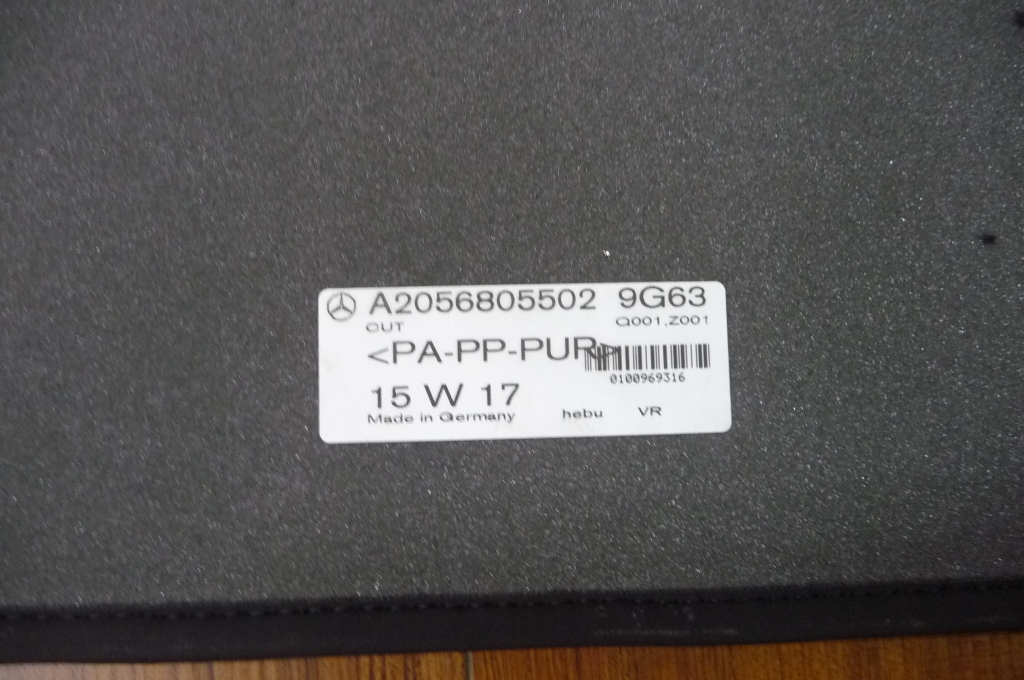 A2056805502 9G63
CUT Q001,Z001
<PA-PP-PUR>
0100969316
15 W 17
Made in Germany hebu VR